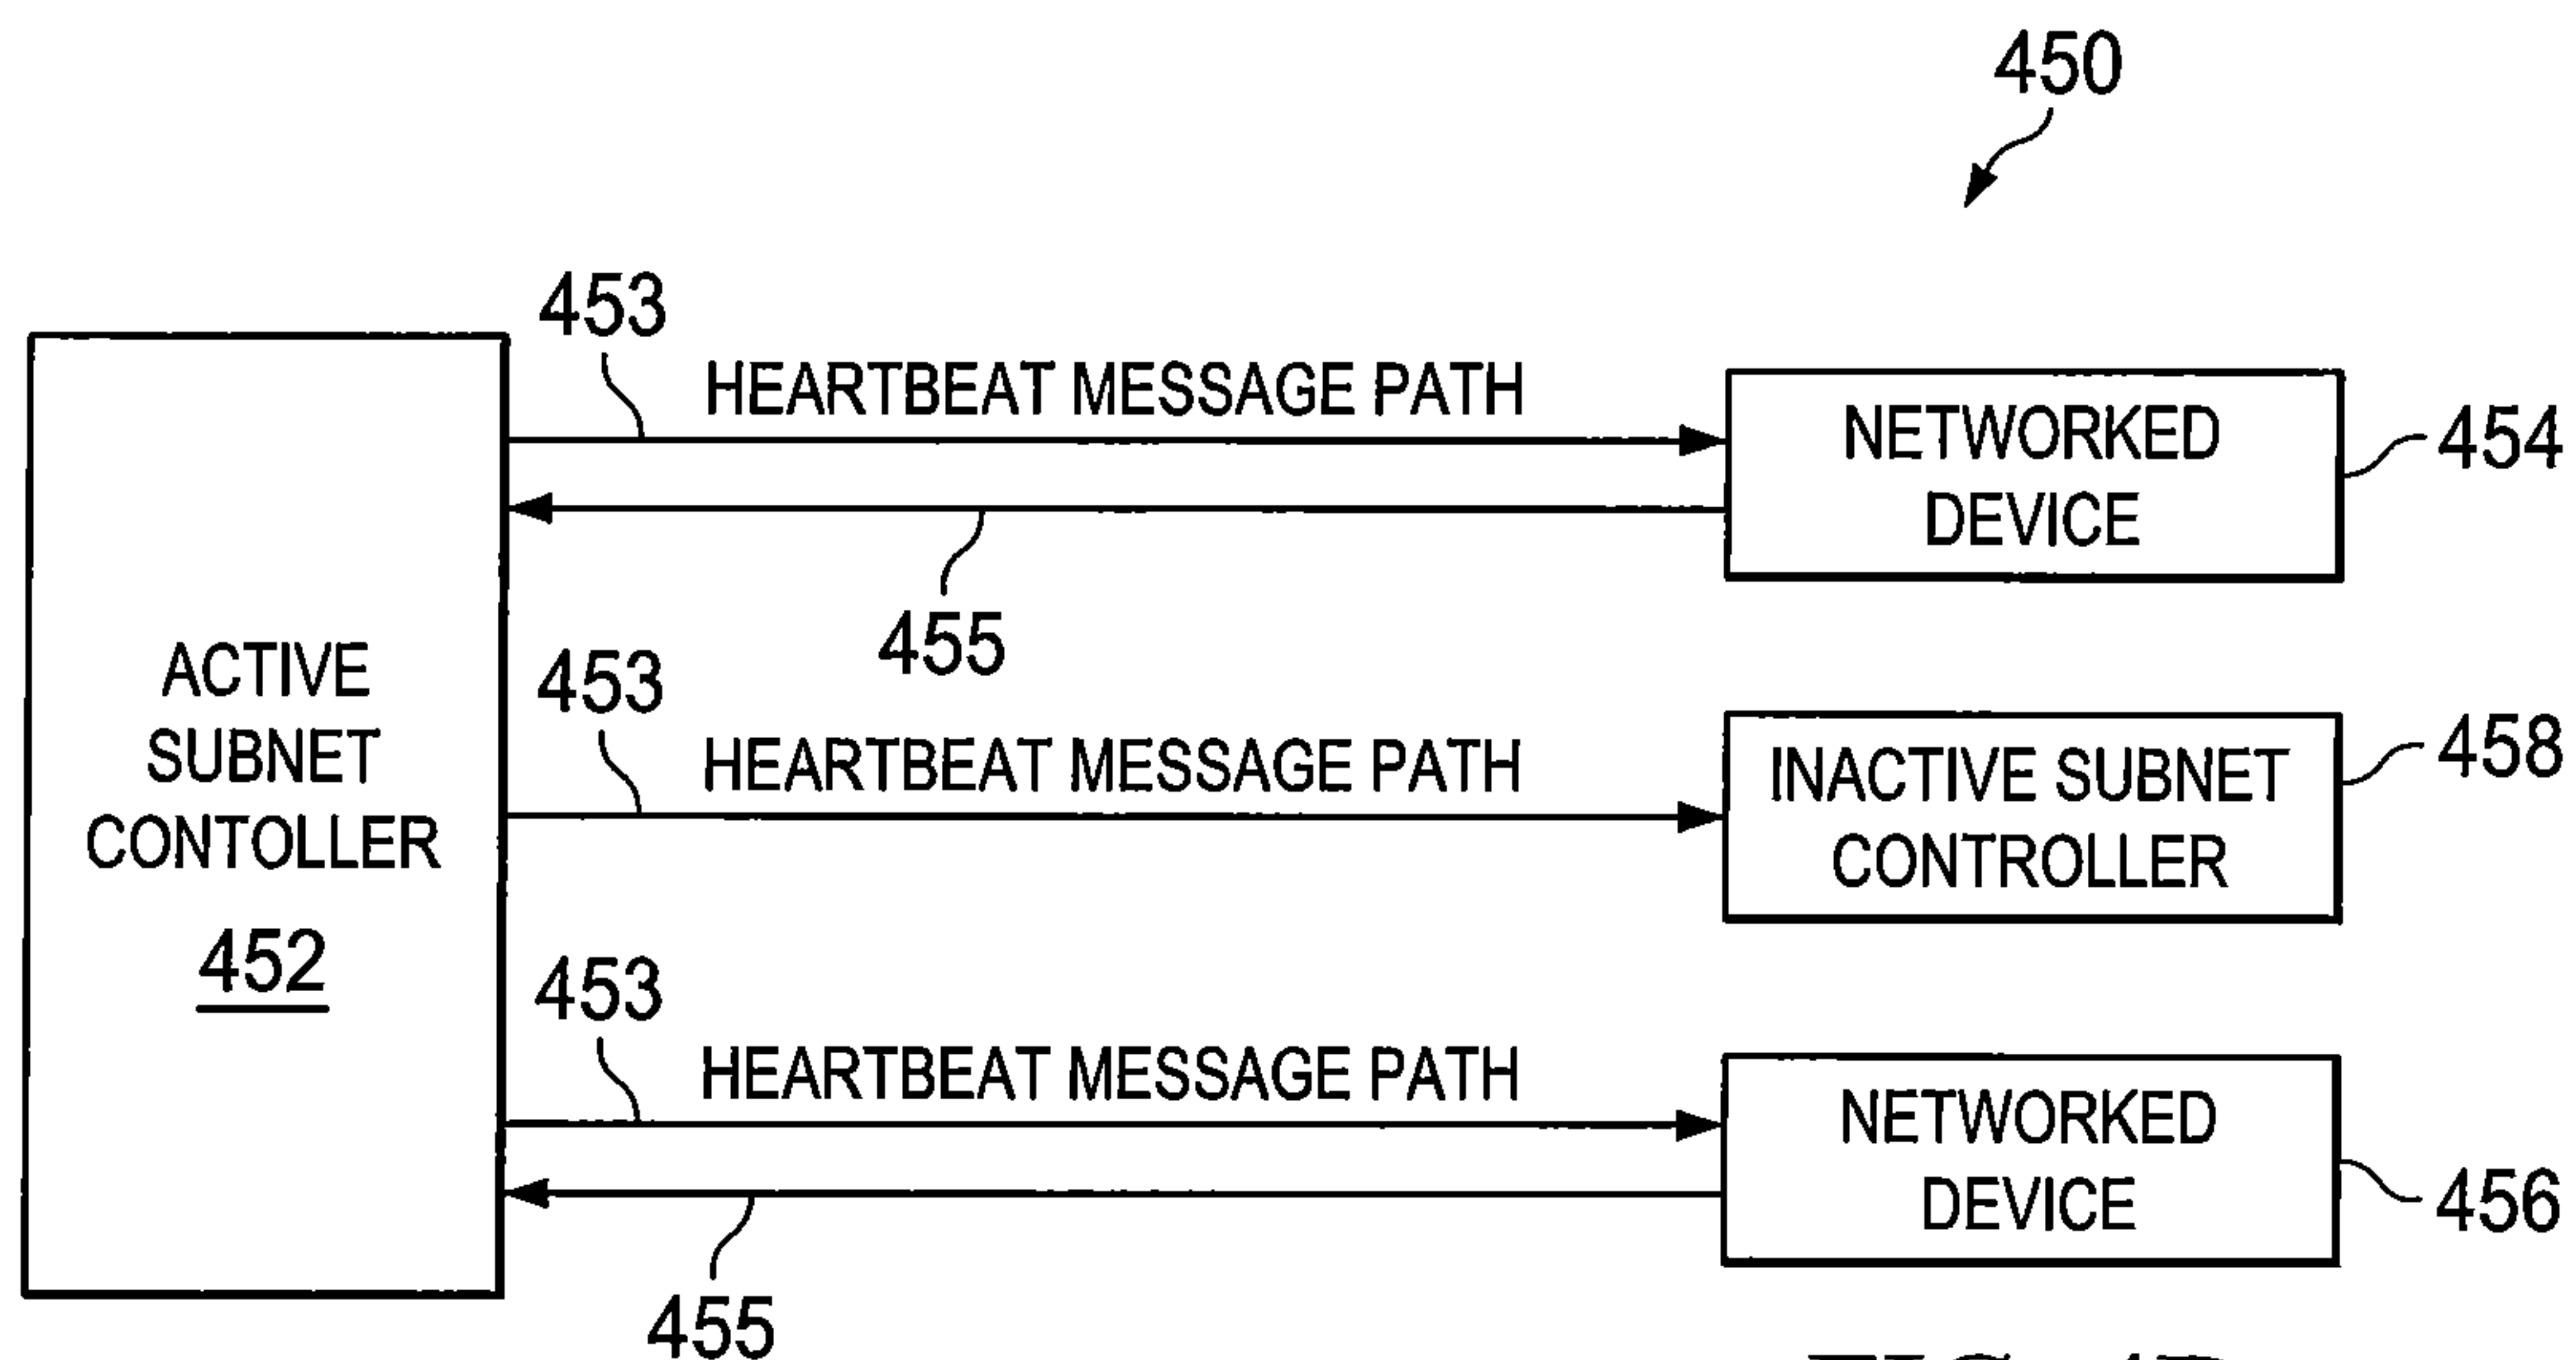 450
453
HEARTBEAT MESSAGE PATH
NETWORKED
DEVICE
454
455
ACTIVE
SUBNET
CONTOLLER
452
453
HEARTBEAT MESSAGE PATH
INACTIVE SUBNET
CONTROLLER
458
453
HEARTBEAT MESSAGE PATH
NETWORKED
DEVICE
456
455